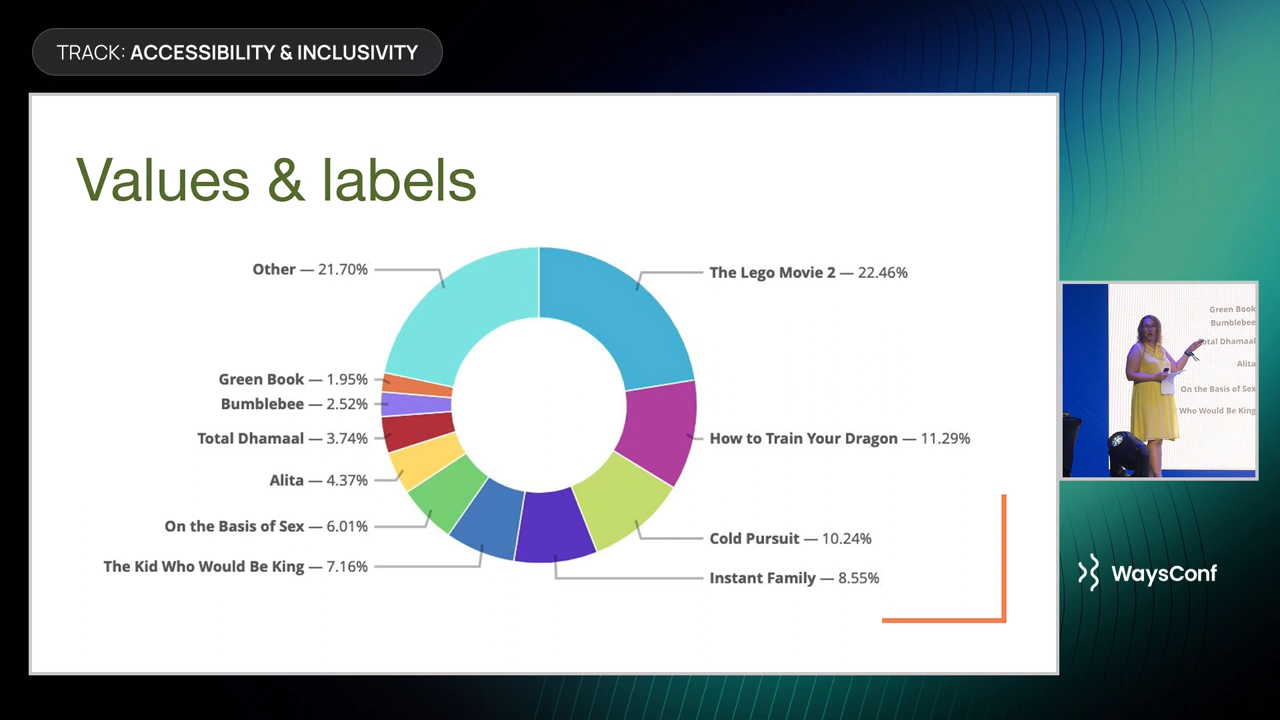 TRACK: ACCESSIBILITY & INCLUSIVITY
Values & labels
Other — 21.70%
Green Book — 1.95%
Bumblebee — 2.52%
Total Dhamaal — 3.74%
Alita — 4.37%
On the Basis of Sex — 6.01%
The Kid Who Would Be King — 7.16%
The Lego Movie 2 — 22.46%
How to Train Your Dragon — 11.29%
Cold Pursuit — 10.24%
Instant Family — 8.55%
Green Book
Bumblebee
otal Dhamaal
Alita
On the Basis of Sex
Who Would Be King
WaysConf